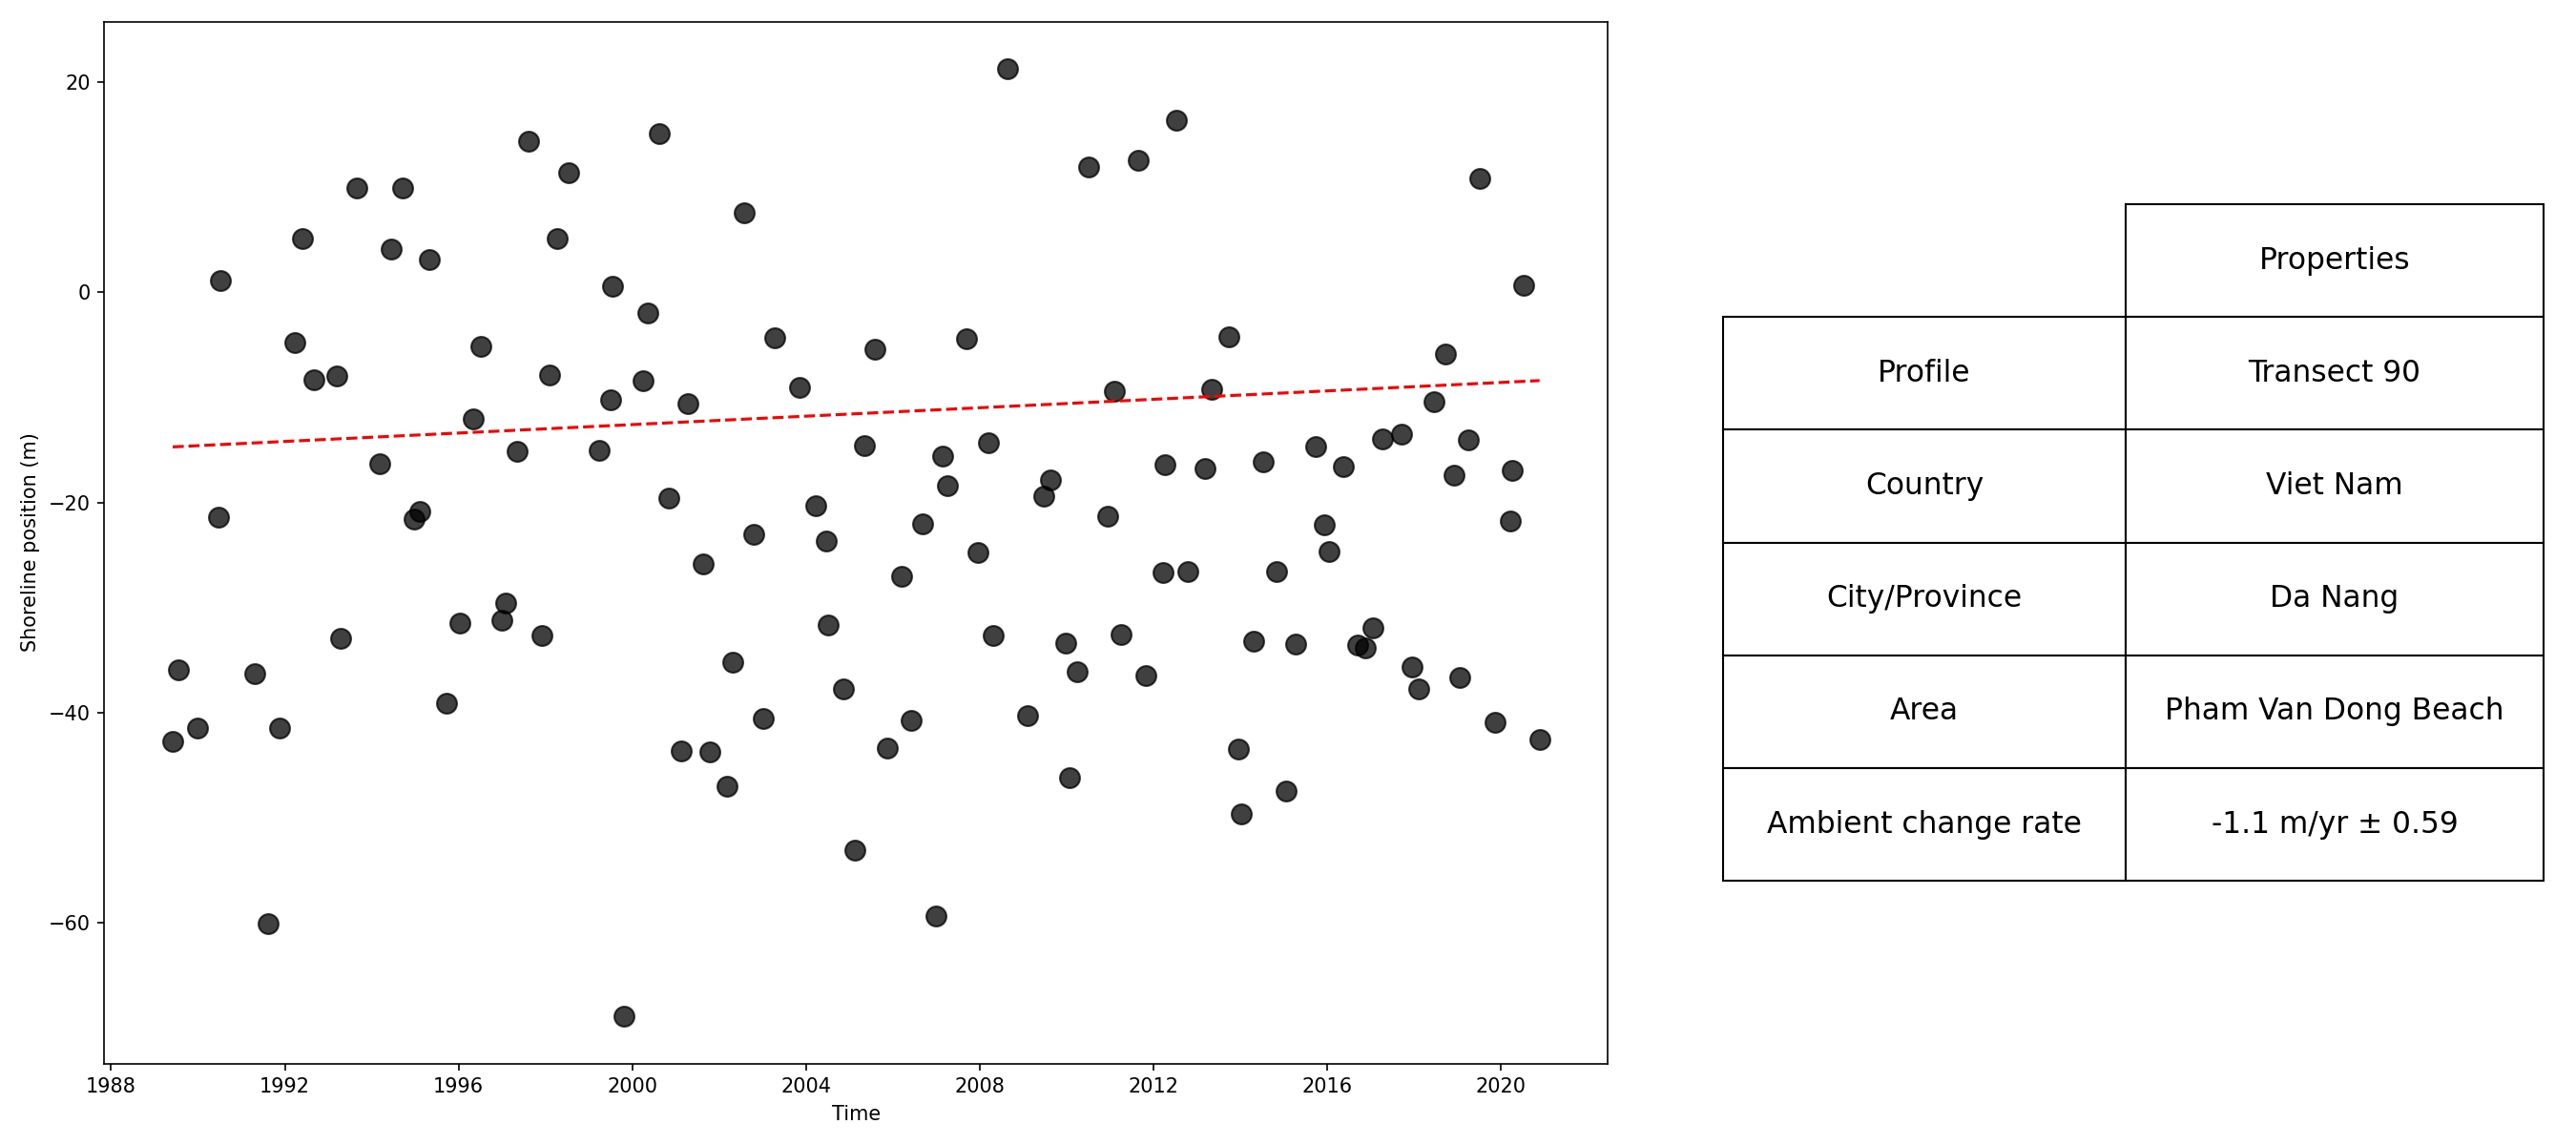 20
0
−20
−40
−60
Shoreline position (m)
1988 1992 1996 2000 2004 2008 2012 2016 2020
Time
Properties
Profile Transect 90
Country Viet Nam
City/Province Da Nang
Area Pham Van Dong Beach
Ambient change rate -1.1 m/yr ± 0.59